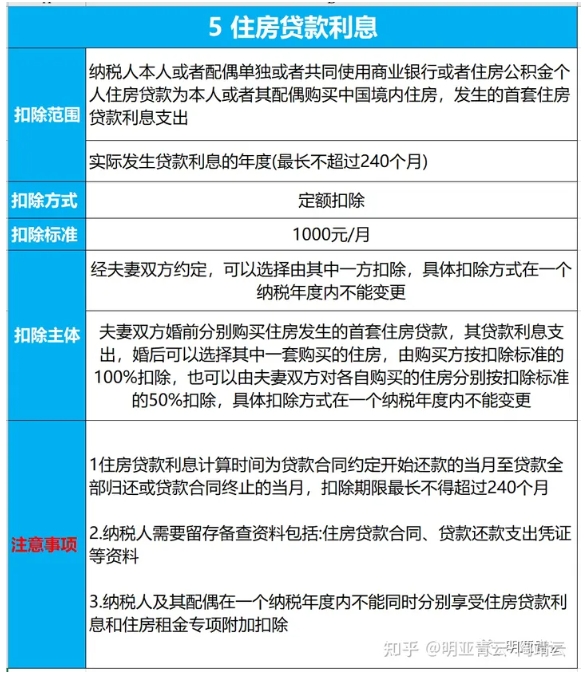 5 住房贷款利息
扣除范围
纳税人本人或者配偶单独或者共同使用商业银行或者住房公积金个
人住房贷款为本人或者其配偶购买中国境内住房，发生的首套住房
贷款利息支出
实际发生贷款利息的年度(最长不超过240个月)
扣除方式
定额扣除
扣除标准
1000元/月
扣除主体
经夫妻双方约定，可以选择由其中一方扣除，具体扣除方式在一个
纳税年度内不能变更
夫妻双方婚前分别购买住房发生的首套住房贷款，其贷款利息支
出，婚后可以选择其中一套购买的住房，由购买方按扣除标准的
100%扣除，也可以由夫妻双方对各自购买的住房分别按扣除标准
的50%扣除，具体扣除方式在一个纳税年度内不能变更
注意事项
1住房贷款利息计算时间为贷款合同约定开始还款的当月至贷款全
部归还或贷款合同终止的当月，扣除期限最长不得超过240个月
2.纳税人需要留存备查资料包括:住房贷款合同、贷款还款支出凭证
等资料
3.纳税人及其配偶在一个纳税年度内不能同时分别享受住房贷款利
息和住房租金专项附加扣除
知乎 @明亚青云